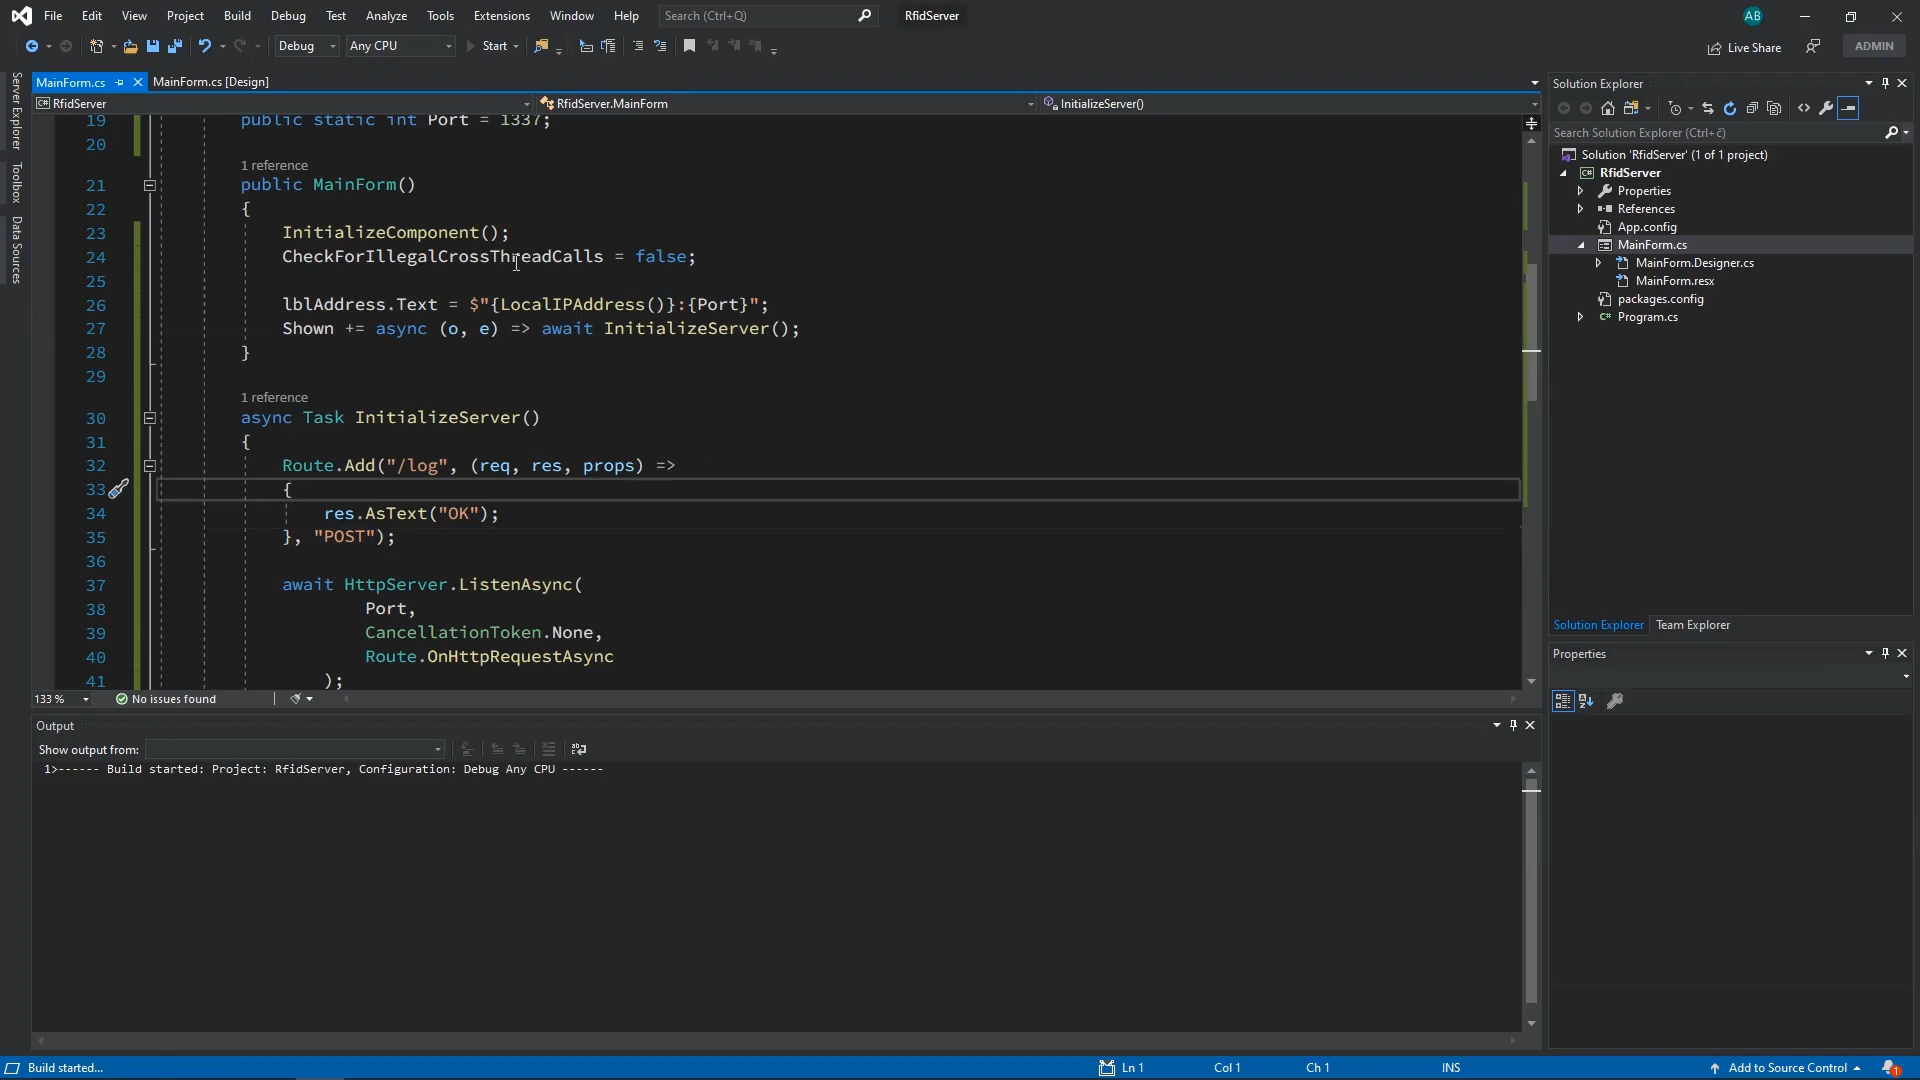 File Edit View Project Build Debug Test Analyze Tools Extensions Window Help Search (Ctrl+Q) RfidServer AB
Debug Any CPU Start Live Share ADMIN
Server Explorer
Toolbox
Data Sources
MainForm.cs MainForm.cs [Design]
RfidServer RfidServer.MainForm InitializeServer()
19 public static int Port = 1337;
20
1 reference
21 public MainForm()
22 {
23 InitializeComponent();
24 CheckForIllegalCrossThreadCalls = false;
25
26 lblAddress.Text = $"{LocalIPAddress()}:{Port}";
27 Shown += async (o, e) => await InitializeServer();
28 }
29
1 reference
30 async Task InitializeServer()
31 {
32 Route.Add("/log", (req, res, props) =>
33 {
34 res.AsText("OK");
35 }, "POST");
36
37 await HttpServer.ListenAsync(
38 Port,
39 CancellationToken.None,
40 Route.OnHttpRequestAsync
41 );
133 % No issues found
Output
Show output from:
1>------ Build started: Project: RfidServer, Configuration: Debug Any CPU ------
Solution Explorer
Search Solution Explorer (Ctrl+č)
Solution 'RfidServer' (1 of 1 project)
RfidServer
Properties
References
App.config
MainForm.cs
MainForm.Designer.cs
MainForm.resx
packages.config
Program.cs
Solution Explorer Team Explorer
Properties
Build started... Ln 1 Col 1 Ch 1 INS Add to Source Control 1